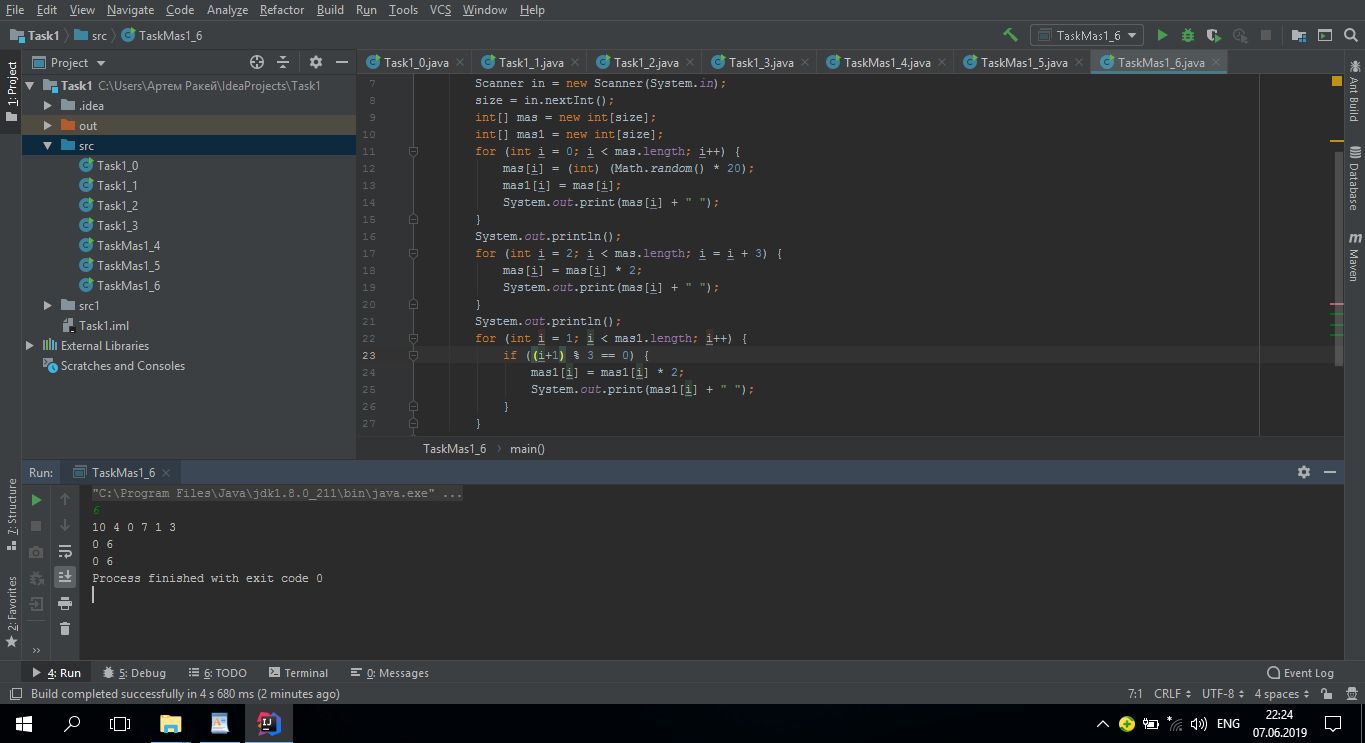 File Edit View Navigate Code Analyze Refactor Build Run Tools VCS Window Help
Task1 src TaskMas1_6
TaskMas1_6
1: Project
Project
Task1 C:\Users\Артем Ракей\IdeaProjects\Task1
.idea
out
src
Task1_0
Task1_1
Task1_2
Task1_3
TaskMas1_4
TaskMas1_5
TaskMas1_6
src1
Task1.iml
External Libraries
Scratches and Consoles
Task1_0.java Task1_1.java Task1_2.java Task1_3.java TaskMas1_4.java TaskMas1_5.java TaskMas1_6.java
7 Scanner in = new Scanner(System.in);
8 size = in.nextInt();
9 int[] mas = new int[size];
10 int[] mas1 = new int[size];
11 for (int i = 0; i < mas.length; i++) {
12 mas[i] = (int) (Math.random() * 20);
13 mas1[i] = mas[i];
14 System.out.print(mas[i] + " ");
15 }
16 System.out.println();
17 for (int i = 2; i < mas.length; i = i + 3) {
18 mas[i] = mas[i] * 2;
19 System.out.print(mas[i] + " ");
20 }
21 System.out.println();
22 for (int i = 1; i < mas1.length; i++) {
23 if ((i+1) % 3 == 0) {
24 mas1[i] = mas1[i] * 2;
25 System.out.print(mas1[i] + " ");
26 }
27 }
TaskMas1_6 main()
Ant Build
Database
m Maven
Run: TaskMas1_6
"C:\Program Files\Java\jdk1.8.0_211\bin\java.exe" ...
6
10 4 0 7 1 3
0 6
0 6
Process finished with exit code 0
7: Structure
2: Favorites
4: Run 5: Debug 6: TODO Terminal 0: Messages Event Log
Build completed successfully in 4 s 680 ms (2 minutes ago) 7:1 CRLF UTF-8 4 spaces
ENG
22:24
07.06.2019